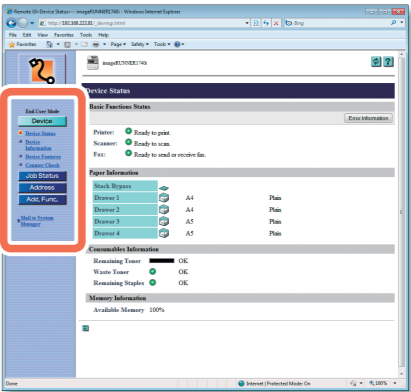 Remote UI<Device Status>: : imageRUNNER1740i - Windows Internet Explorer
http://192.168.222.81/_dwnmgr.html
Bing
File Edit View Favorites Tools Help
Favorites
Page Safety Tools
imageRUNNER1740i
Device Status
End-User Mode
Device
Device Status
Device
Information
Device Features
Counter Check
Job Status
Address
Add. Func.
Mail to System
Manager
Basic Functions Status
Error Information
Printer: Ready to print.
Scanner: Ready to scan.
Fax: Ready to send or receive fax.
Paper Information
Stack Bypass
Drawer 1 A4 Plain
Drawer 2 A4 Plain
Drawer 3 A5 Plain
Drawer 4 A5 Plain
Consumables Information
Remaining Toner OK
Waste Toner OK
Remaining Staples OK
Memory Information
Available Memory 100%
Done
Internet | Protected Mode: On
100%